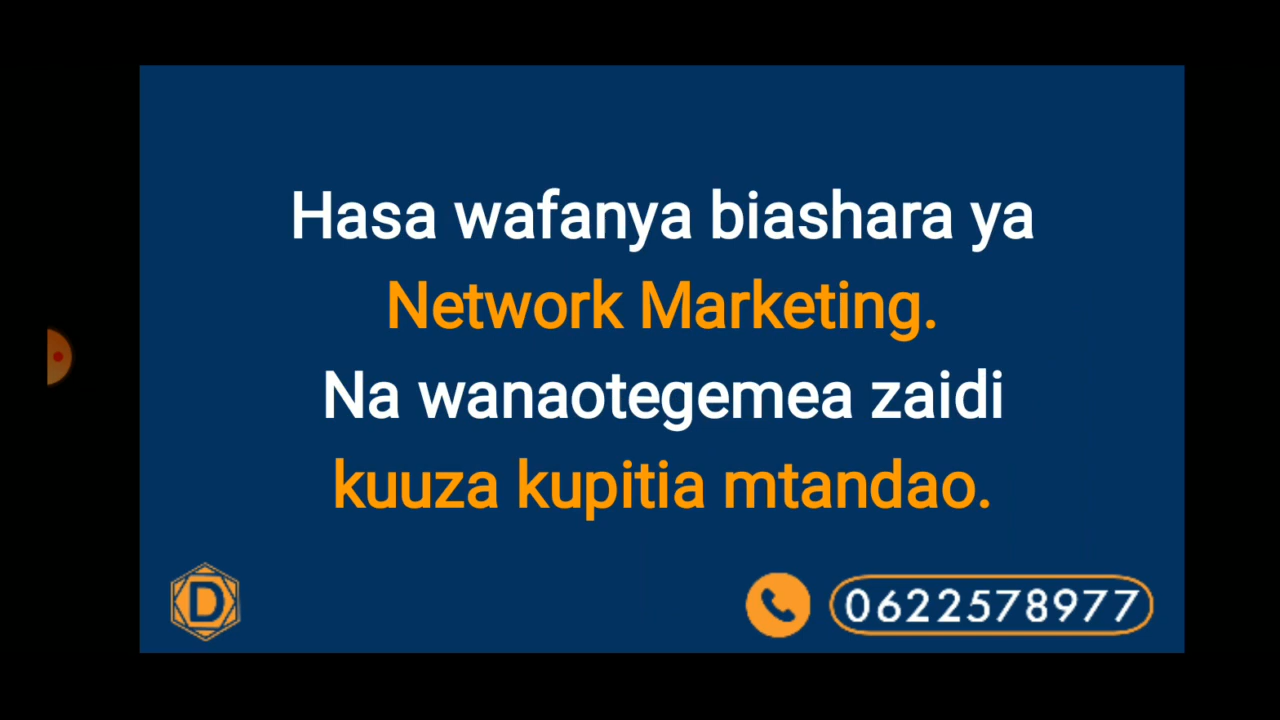 Hasa wafanya biashara ya
Network Marketing.
Na wanaotegemea zaidi
kuuza kupitia mtandao.
D
0622578977